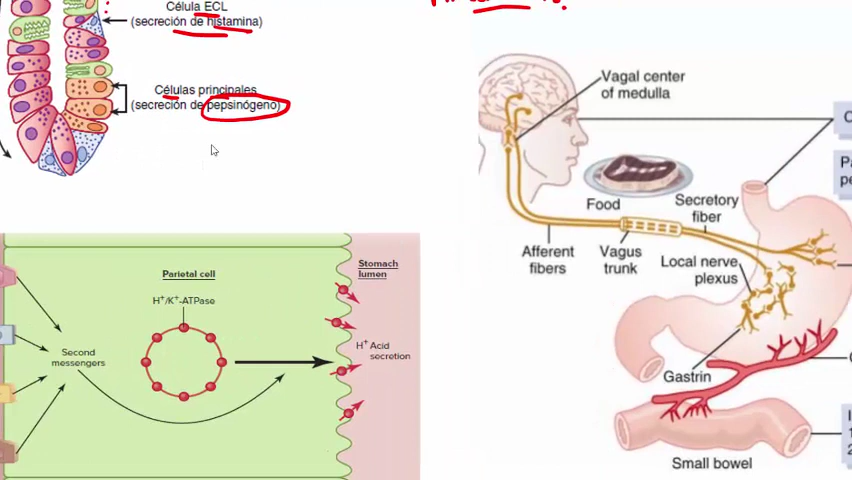 Célula ECL
(secreción de histamina)
Células principales
(secreción de pepsinógeno)
Parietal cell
H⁺/K⁺-ATPase
Second
messengers
Stomach
lumen
H⁺ Acid
secretion
Vagal center
of medulla
Food
Secretory
fiber
Afferent
fibers
Vagus
trunk
Local nerve
plexus
Gastrin
Small bowel